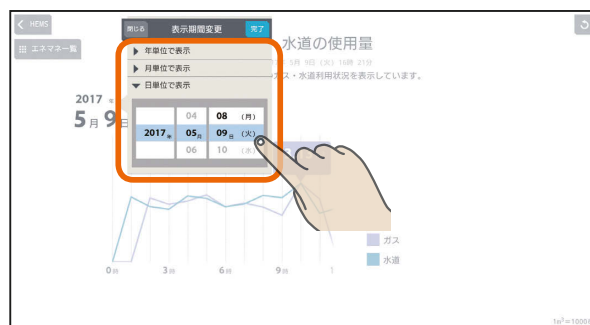 HEMS
エネマネ一覧
閉じる 表示期間変更 完了
年単位で表示
月単位で表示
日単位で表示
04 08 (月)
2017年 05月 09日 (火)
06 10 (水)
水道の使用量
5月 9日 (火) 16時 21分
ガス・水道利用状況を表示しています。
2017 年
5月 9日
0時 3時 6時 9時 1
ガス
水道